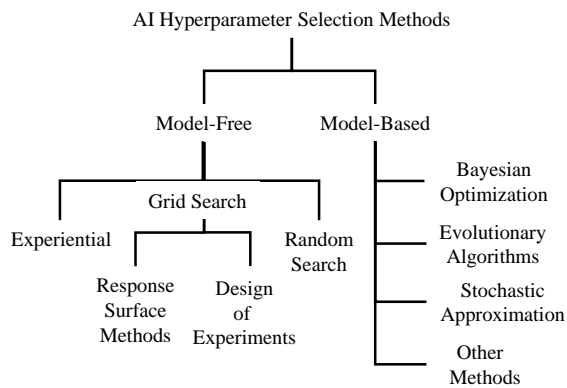 AI Hyperparameter Selection Methods
Model-Free
Model-Based
Grid Search
Experiential
Random
Search
Response
Surface
Methods
Design
of
Experiments
Bayesian
Optimization
Evolutionary
Algorithms
Stochastic
Approximation
Other
Methods